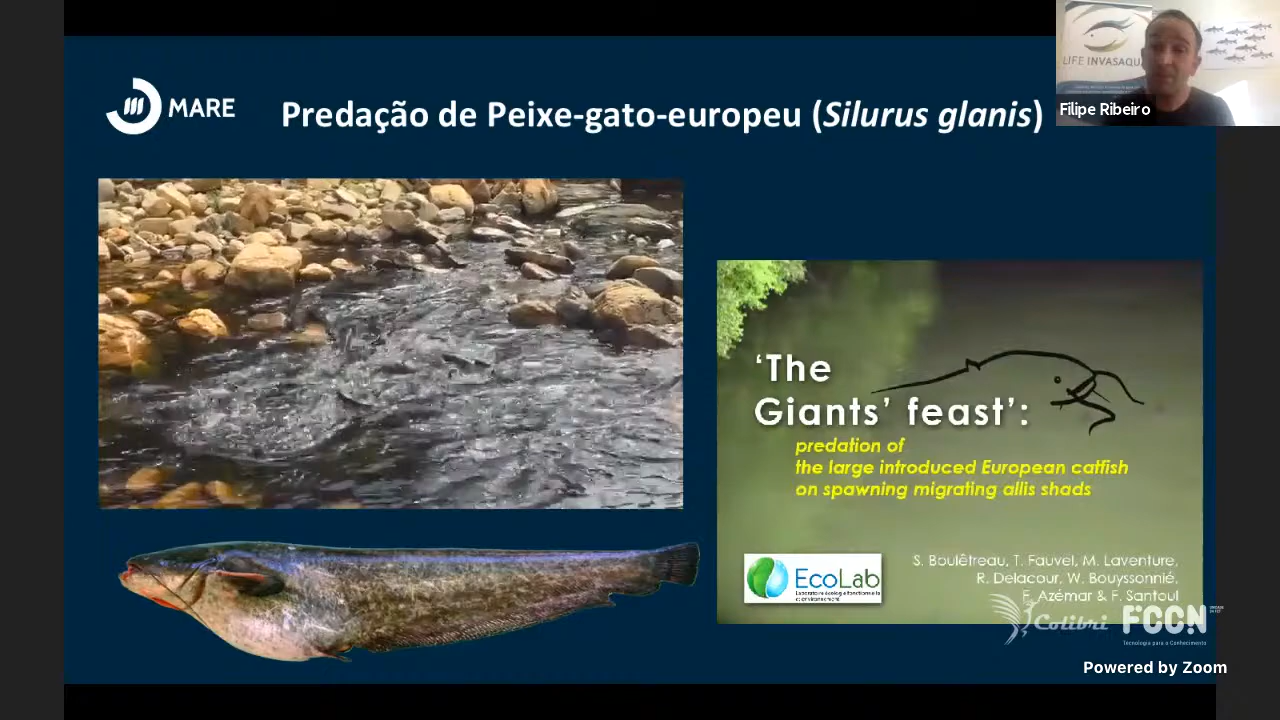 LIFE INVASAQUA
Filipe Ribeiro
MARE
Predação de Peixe-gato-europeu (Silurus glanis)
‘The
Giants’ feast’:
predation of
the large introduced European catfish
on spawning migrating allis shads
EcoLab
Laboratoire écologie fonctionnelle
et environnement
S. Boulêtreau, T. Fauvel, M. Laventure,
R. Delacour, W. Bouyssonnié,
F. Azémar & F. Santoul
Colibri FCCN
Tecnologia para o Conhecimento
Powered by Zoom